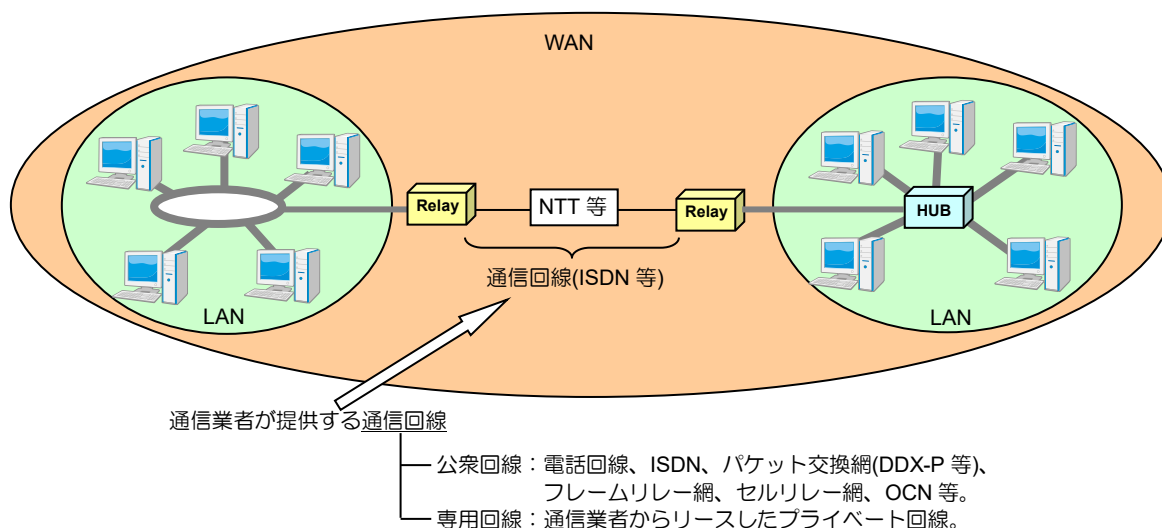 WAN
Relay
NTT 等
Relay
HUB
通信回線(ISDN 等)
LAN
LAN
通信業者が提供する通信回線
公衆回線：電話回線、ISDN、パケット交換網(DDX-P 等)、
フレームリレー網、セルリレー網、OCN 等。
専用回線：通信業者からリースしたプライベート回線。